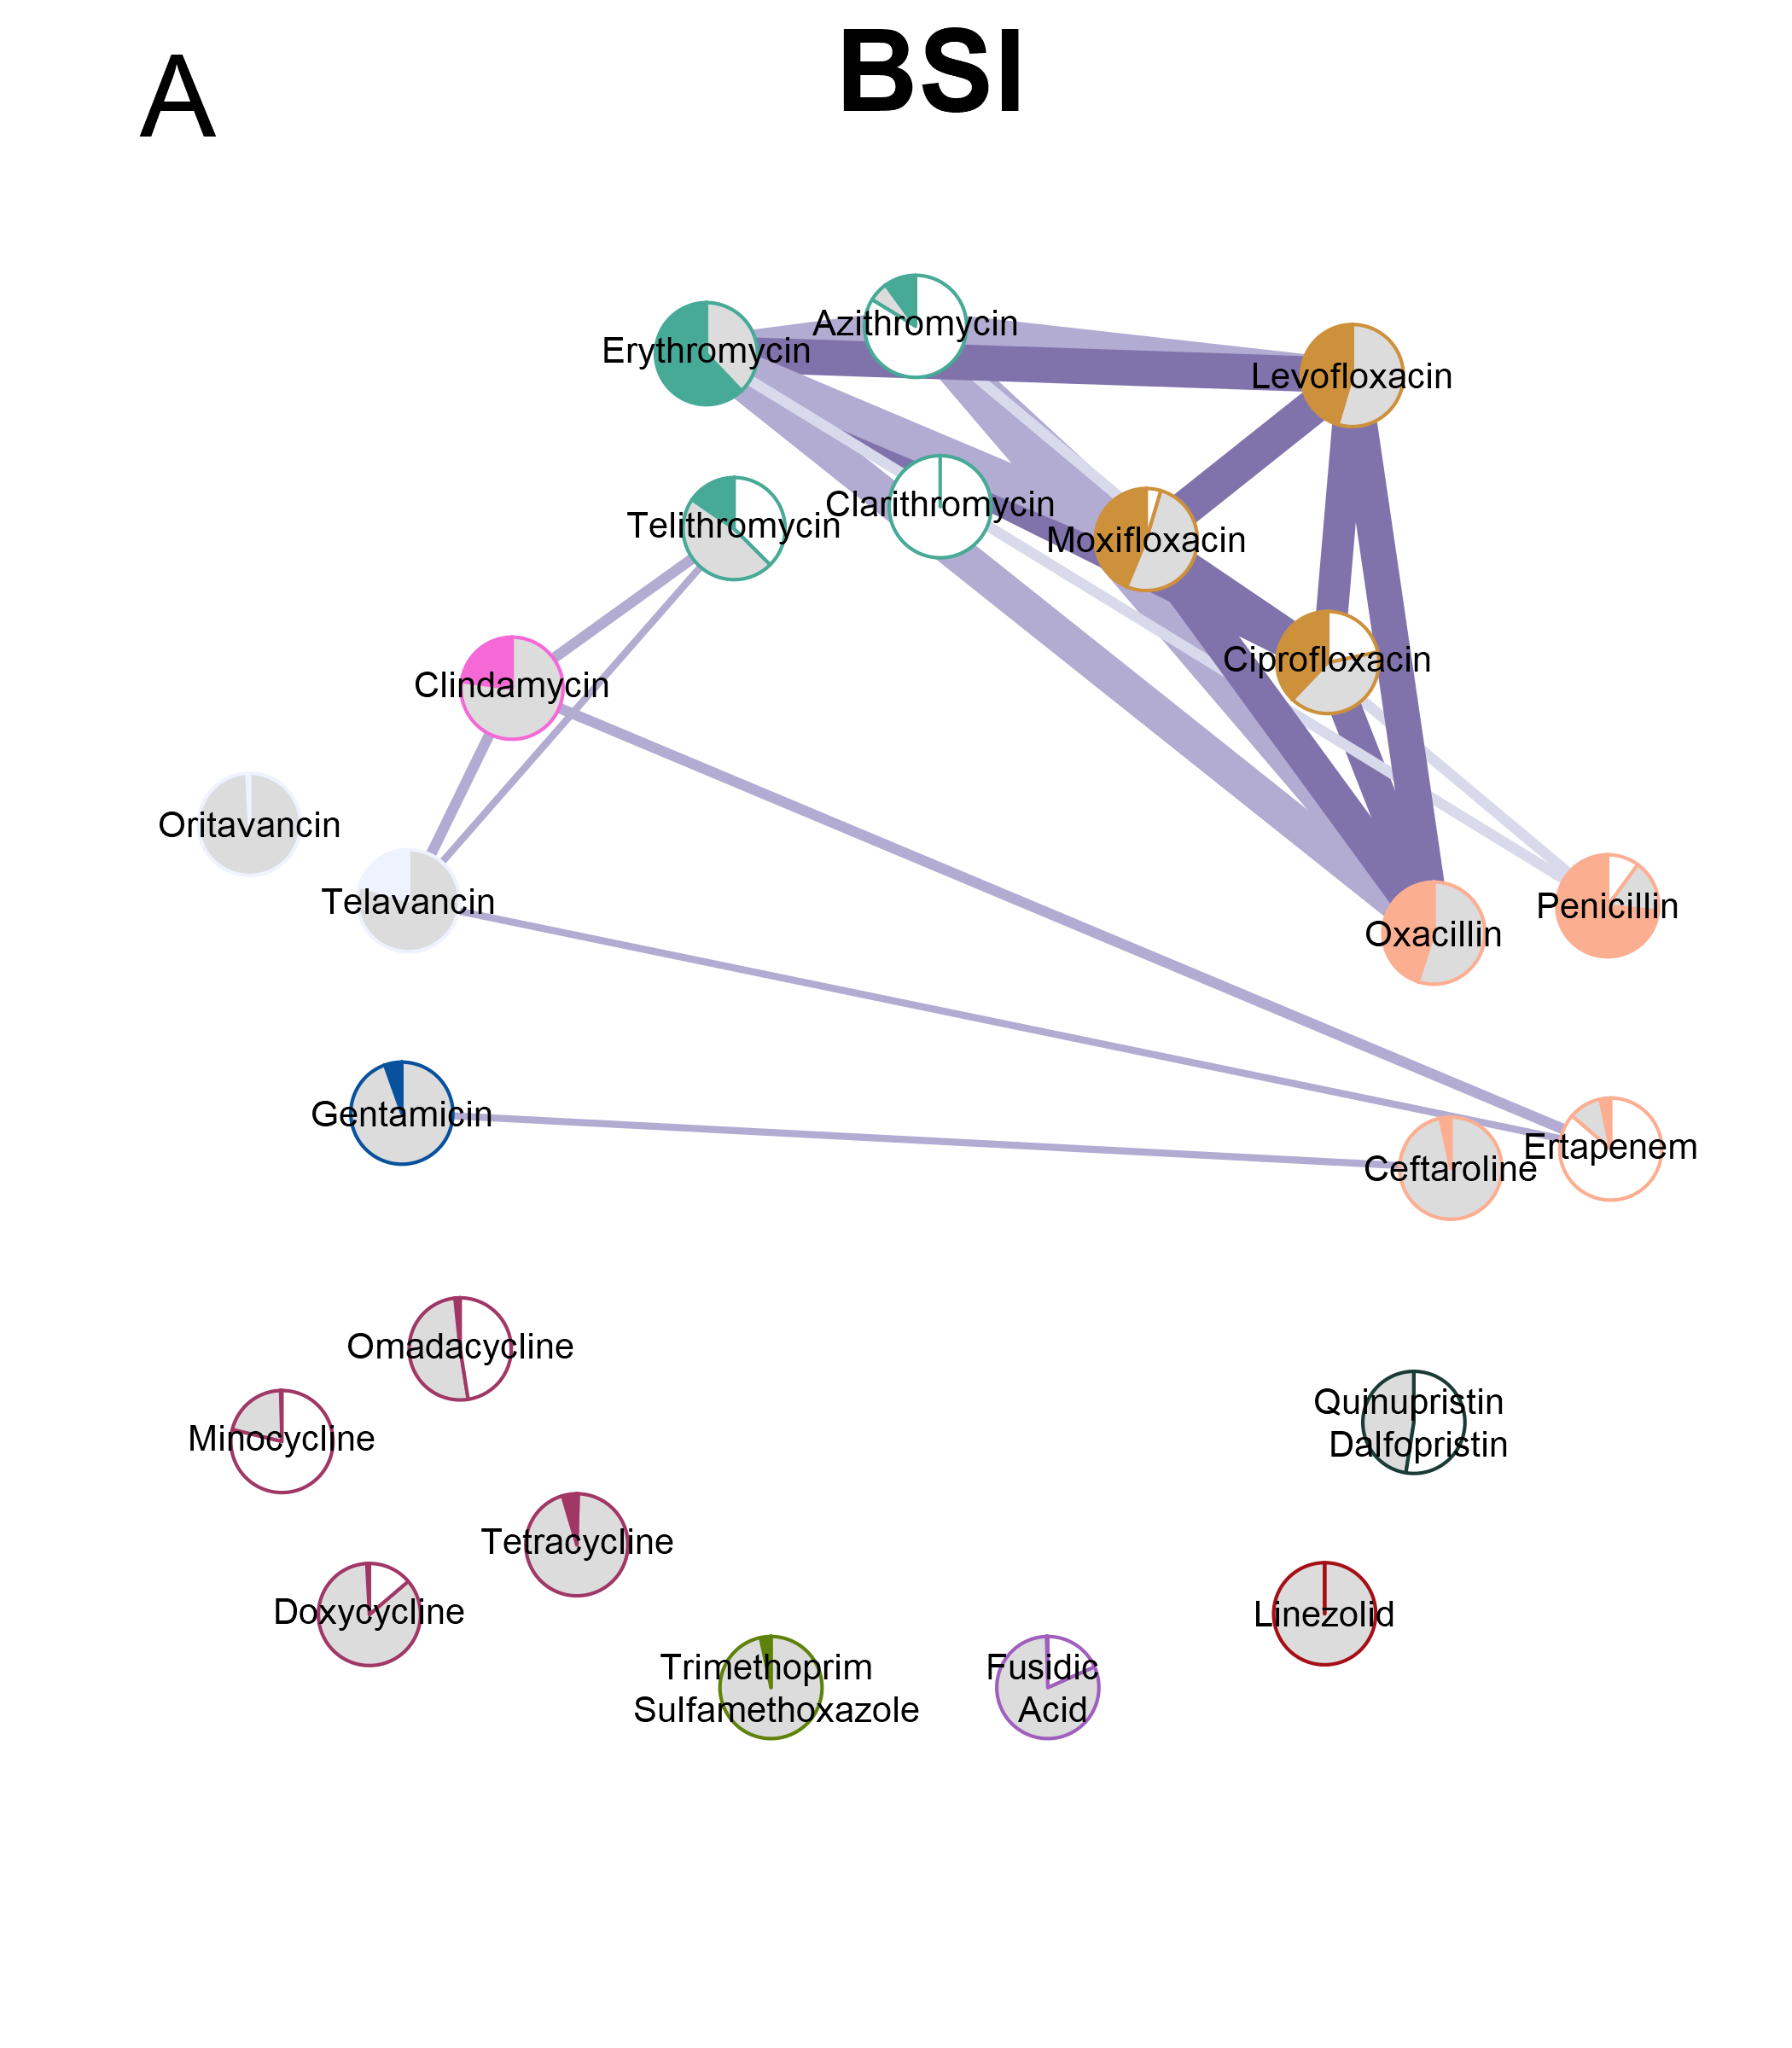 A
BSI
Azithromycin
Erythromycin
Levofloxacin
Clarithromycin
Telithromycin
Moxifloxacin
Ciprofloxacin
Clindamycin
Oritavancin
Telavancin
Penicillin
Oxacillin
Gentamicin
Ertapenem
Ceftaroline
Omadacycline
Quinupristin
Dalfopristin
Minocycline
Tetracycline
Doxycycline
Linezolid
Trimethoprim
Sulfamethoxazole
Fusidic
Acid